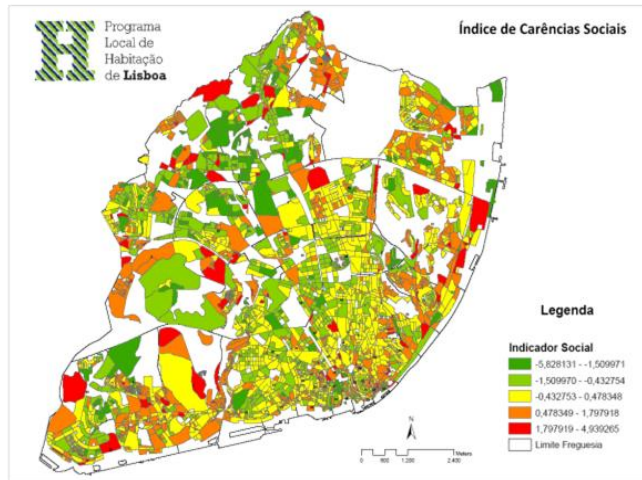 Programa
Local de
Habitação
de Lisboa
Índice de Carências Sociais
Legenda
Indicador Social
-5,828131 - -1,509971
-1,509970 - -0,432754
-0,432753 - 0,478348
0,478349 - 1,797918
1,797919 - 4,939265
Limite Freguesia
N
Meters
0 600 1.200 2.400